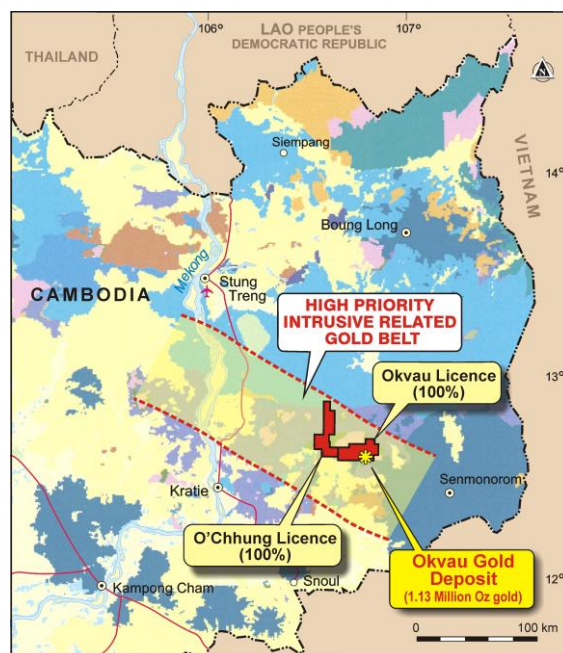 106°
LAO PEOPLE'S
DEMOCRATIC REPUBLIC
107°
THAILAND
N
Siempang
VIETNAM
14°
Boung Long
Mekong
Stung
Treng
CAMBODIA
HIGH PRIORITY
INTRUSIVE RELATED
GOLD BELT
Okvau Licence
(100%)
13°
Senmonorom
Kratie
O'Chhung Licence
(100%)
Okvau Gold
Deposit
(1.13 Million Oz gold)
Snoul
Kampong Cham
12°
0
100 km